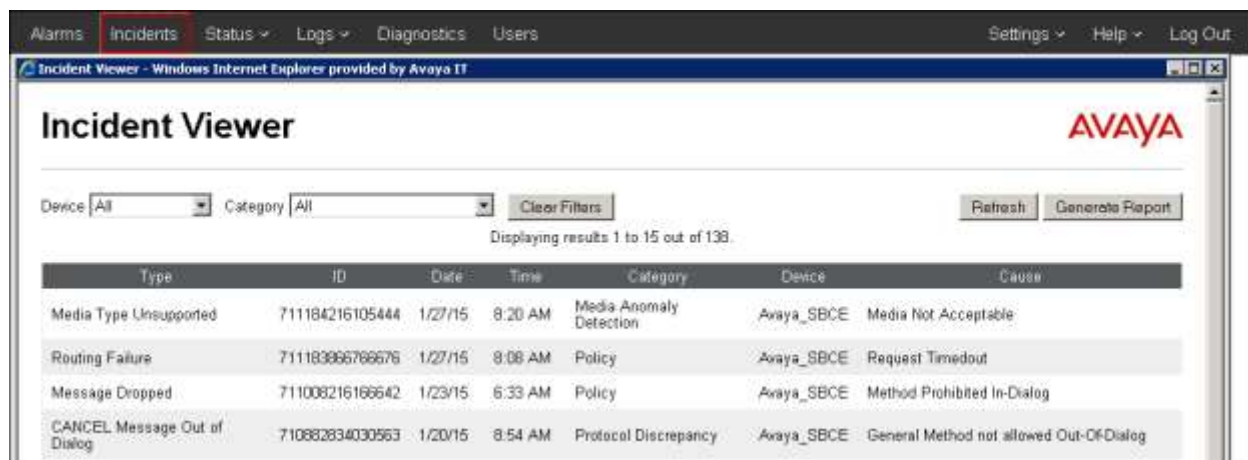 Alarms Incidents Status Logs Diagnostics Users Settings Help Log Out
Incident Viewer - Windows Internet Explorer provided by Avaya IT
Incident Viewer
AVAYA
Device All Category All Clear Filters Refresh Generate Report
Displaying results 1 to 15 out of 138.
Type ID Date Time Category Device Cause
Media Type Unsupported 711184216105444 1/27/15 8:20 AM Media Anomaly Detection Avaya_SBCE Media Not Acceptable
Routing Failure 711183866766676 1/27/15 8:08 AM Policy Avaya_SBCE Request Timedout
Message Dropped 711008216166642 1/23/15 6:33 AM Policy Avaya_SBCE Method Prohibited In-Dialog
CANCEL Message Out of Dialog 710882834030563 1/20/15 8:54 AM Protocol Discrepancy Avaya_SBCE General Method not allowed Out-Of-Dialog